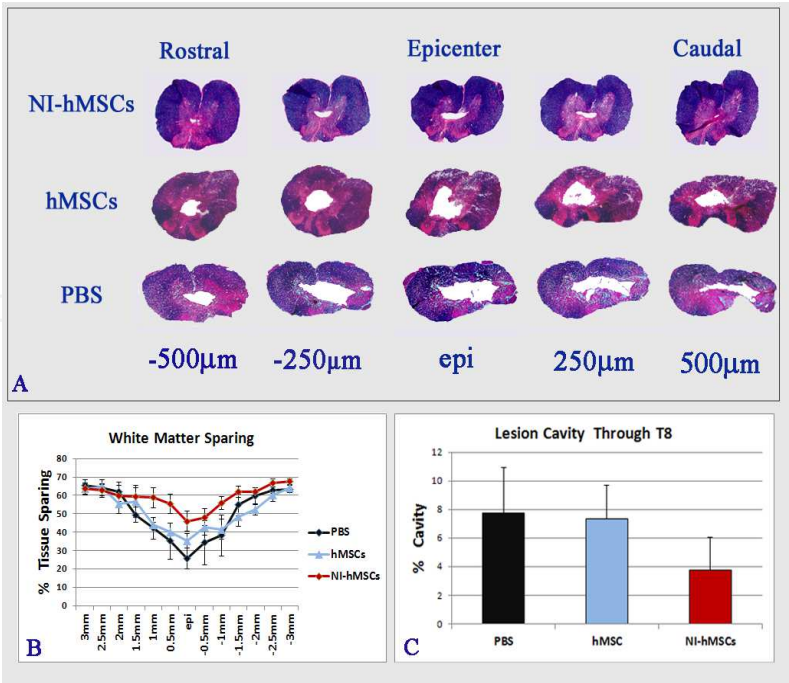 Rostral Epicenter Caudal
NI-hMSCs
hMSCs
PBS
-500µm -250µm epi 250µm 500µm
A
White Matter Sparing
% Tissue Sparing
80
70
60
50
40
30
20
10
0
3mm 2.5mm 2mm 1.5mm 1mm 0.5mm epi -0.5mm -1mm -1.5mm -2mm -2.5mm -3mm
PBS
hMSCs
NI-hMSCs
B
Lesion Cavity Through T8
% Cavity
12
10
8
6
4
2
0
PBS hMSC NI-hMSCs
C